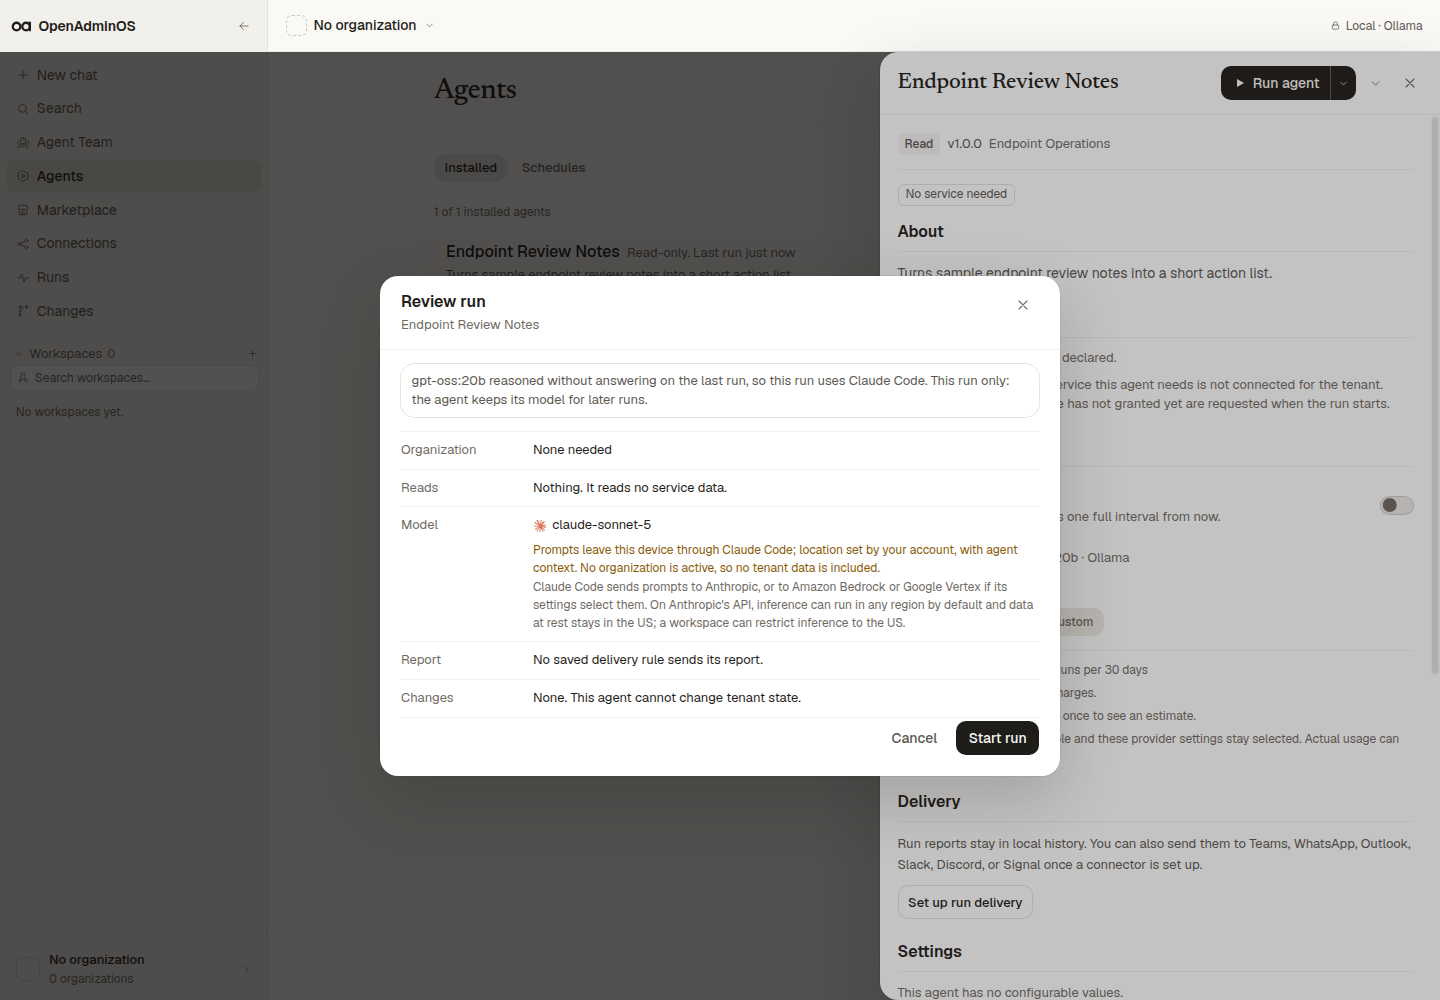 OpenAdminOS
No organization
Local · Ollama
New chat
Search
Agent Team
Agents
Marketplace
Connections
Runs
Changes
Workspaces 0
Search workspaces...
No workspaces yet.
No organization
0 organizations
Agents
Installed
Schedules
1 of 1 installed agents
Endpoint Review Notes Read-only. Last run just now
Turns sample endpoint review notes into a short action list.
Endpoint Review Notes
Run agent
Read v1.0.0 Endpoint Operations
No service needed
About
Turns sample endpoint review notes into a short action list.
declared.
ervice this agent needs is not connected for the tenant.
e has not granted yet are requested when the run starts.
s one full interval from now.
20b · Ollama
ustom
runs per 30 days
harges.
once to see an estimate.
le and these provider settings stay selected. Actual usage can
Delivery
Run reports stay in local history. You can also send them to Teams, WhatsApp, Outlook,
Slack, Discord, or Signal once a connector is set up.
Set up run delivery
Settings
This agent has no configurable values.
Review run
Endpoint Review Notes
gpt-oss:20b reasoned without answering on the last run, so this run uses Claude Code. This run only:
the agent keeps its model for later runs.
Organization None needed
Reads Nothing. It reads no service data.
Model claude-sonnet-5
Prompts leave this device through Claude Code; location set by your account, with agent
context. No organization is active, so no tenant data is included.
Claude Code sends prompts to Anthropic, or to Amazon Bedrock or Google Vertex if its
settings select them. On Anthropic's API, inference can run in any region by default and data
at rest stays in the US; a workspace can restrict inference to the US.
Report No saved delivery rule sends its report.
Changes None. This agent cannot change tenant state.
Cancel
Start run